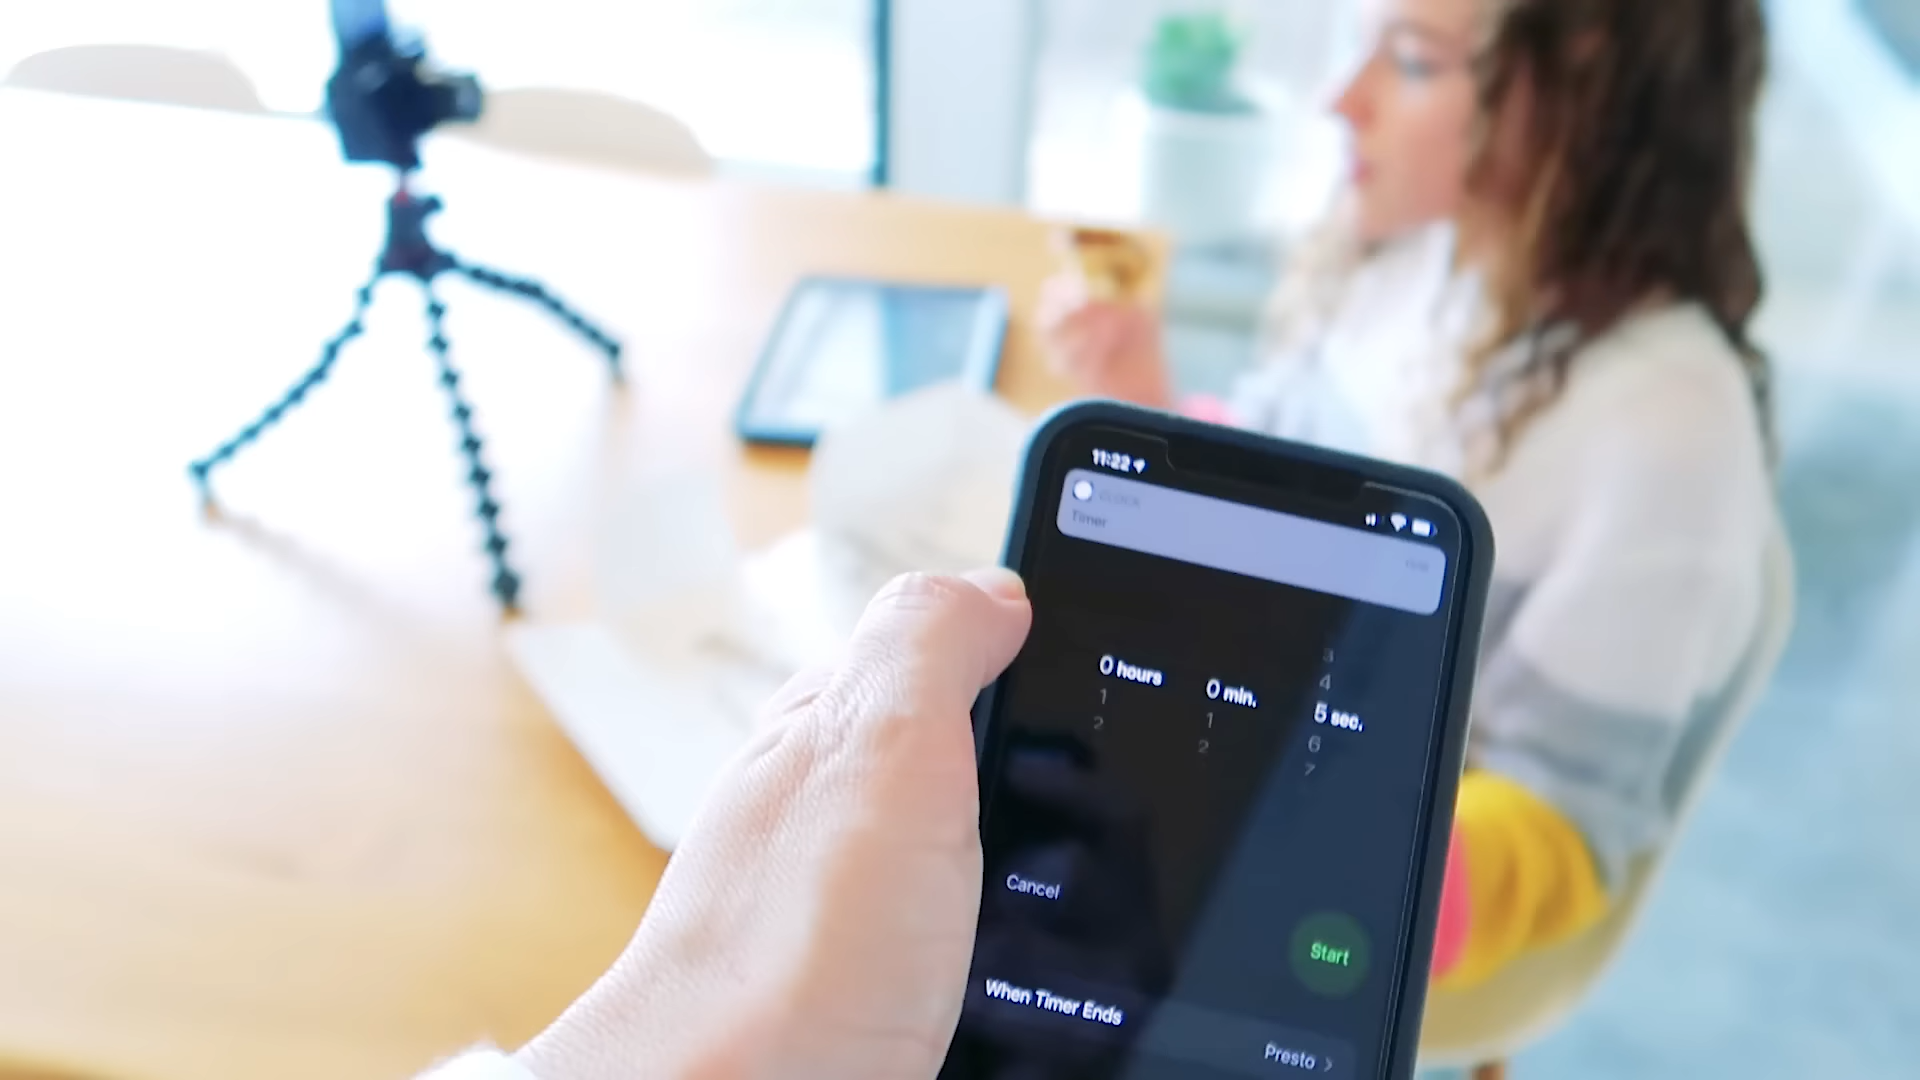 11:22
CLOCK
Timer
3
4
0 hours 0 min. 5 sec.
1 1 6
2 2 7
Cancel
Start
When Timer Ends
Presto